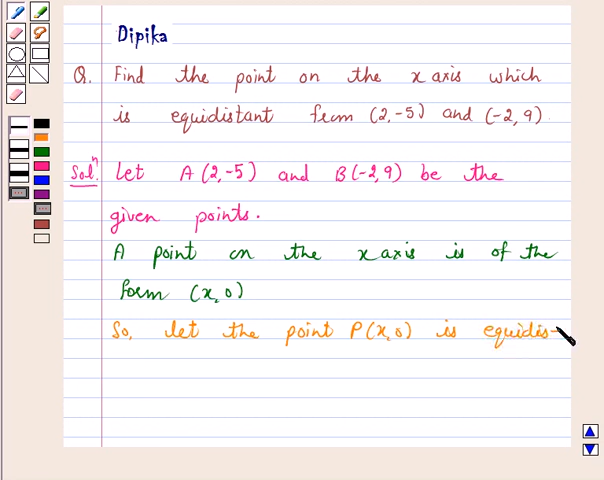 Dipika
Q. Find the point on the x axis which
is equidistant from (2,-5) and (-2, 9).
Solⁿ. Let A (2,-5) and B(-2,9) be the
given points.
A point on the x axis is of the
form (x, 0)
So, let the point P(x, 0) is equidis-